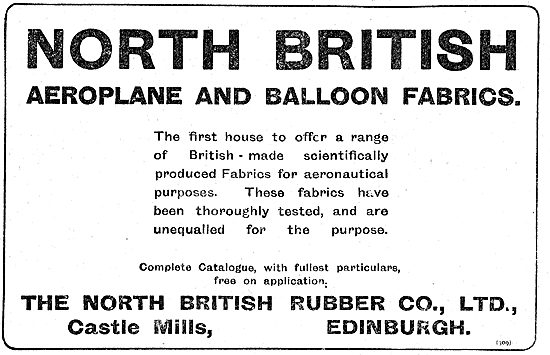 NORTH BRITISH
AEROPLANE AND BALLOON FABRICS.
The first house to offer a range
of British - made scientifically
produced Fabrics for aeronautical
purposes. These fabrics have
been thoroughly tested, and are
unequalled for the purpose.
Complete Catalogue, with fullest particulars,
free on application.
THE NORTH BRITISH RUBBER CO., LTD.,
Castle Mills, EDINBURGH.
(309)